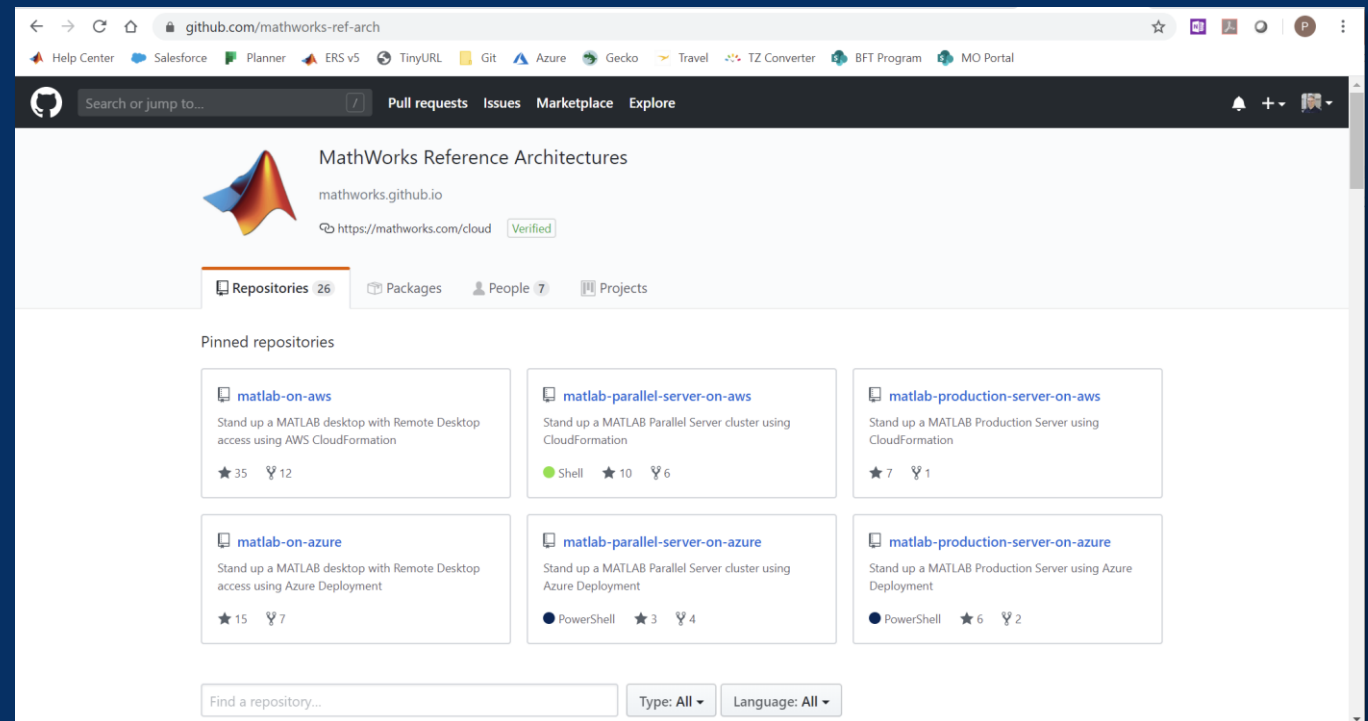 github.com/mathworks-ref-arch
P
Help Center Salesforce Planner ERS v5 TinyURL Git Azure Gecko Travel TZ Converter BFT Program MO Portal
Search or jump to... / Pull requests Issues Marketplace Explore
MathWorks Reference Architectures
mathworks.github.io
https://mathworks.com/cloud Verified
Repositories 26 Packages People 7 Projects
Pinned repositories
matlab-on-aws
Stand up a MATLAB desktop with Remote Desktop
access using AWS CloudFormation
35 12
matlab-parallel-server-on-aws
Stand up a MATLAB Parallel Server cluster using
CloudFormation
Shell 10 6
matlab-production-server-on-aws
Stand up a MATLAB Production Server using
CloudFormation
7 1
matlab-on-azure
Stand up a MATLAB desktop with Remote Desktop
access using Azure Deployment
15 7
matlab-parallel-server-on-azure
Stand up a MATLAB Parallel Server cluster using
Azure Deployment
PowerShell 3 4
matlab-production-server-on-azure
Stand up a MATLAB Production Server using Azure
Deployment
PowerShell 6 2
Find a repository... Type: All Language: All